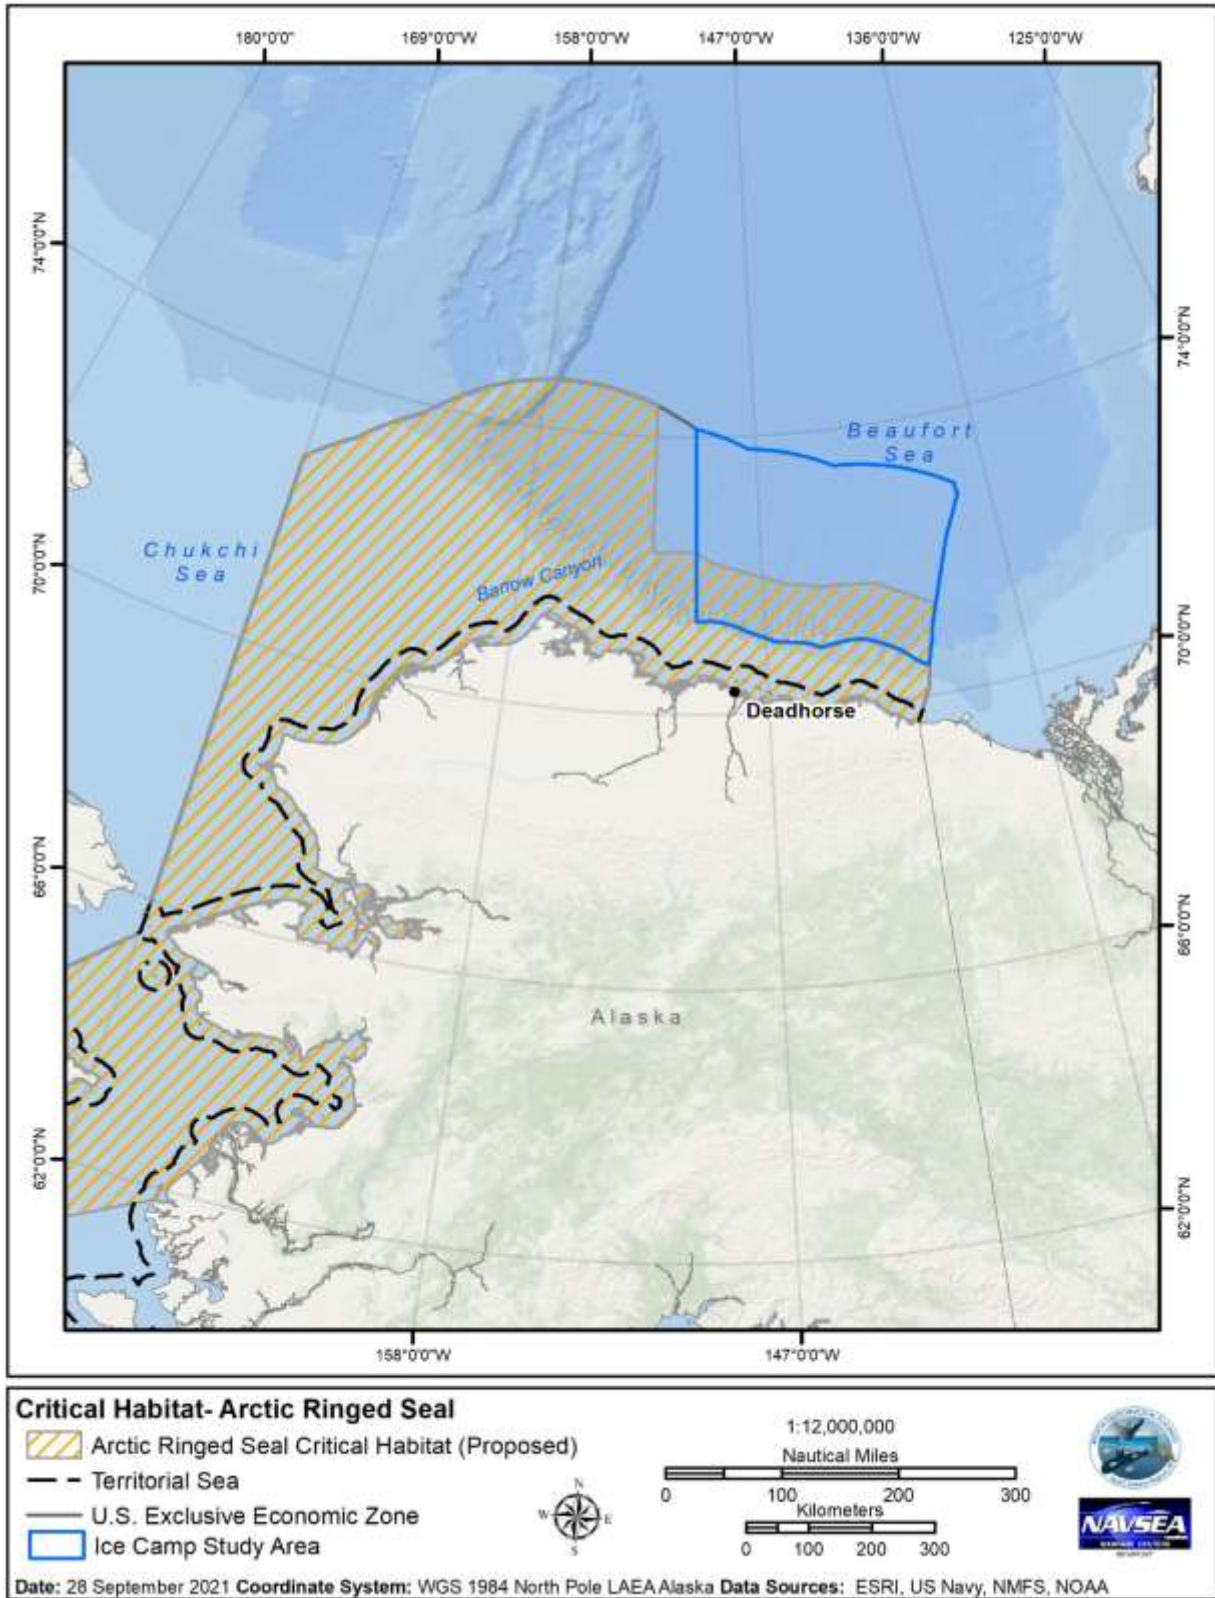 180°0'0" 169°0'0"W 158°0'0"W 147°0'0"W 136°0'0"W 125°0'0"W
74°0'0"N
74°0'0"N
Beaufort
Sea
Chukchi
Sea
70°0'0"N
Barrow Canyon
70°0'0"N
Deadhorse
66°0'0"N
66°0'0"N
Alaska
62°0'0"N
62°0'0"N
158°0'0"W 147°0'0"W
Critical Habitat- Arctic Ringed Seal
Arctic Ringed Seal Critical Habitat (Proposed)
Territorial Sea
U.S. Exclusive Economic Zone
Ice Camp Study Area
N
W E
S
1:12,000,000
Nautical Miles
0 100 200 300
Kilometers
0 100 200 300
NAVSEA
WARFARE CENTERS
Date: 28 September 2021 Coordinate System: WGS 1984 North Pole LAEA Alaska Data Sources: ESRI, US Navy, NMFS, NOAA